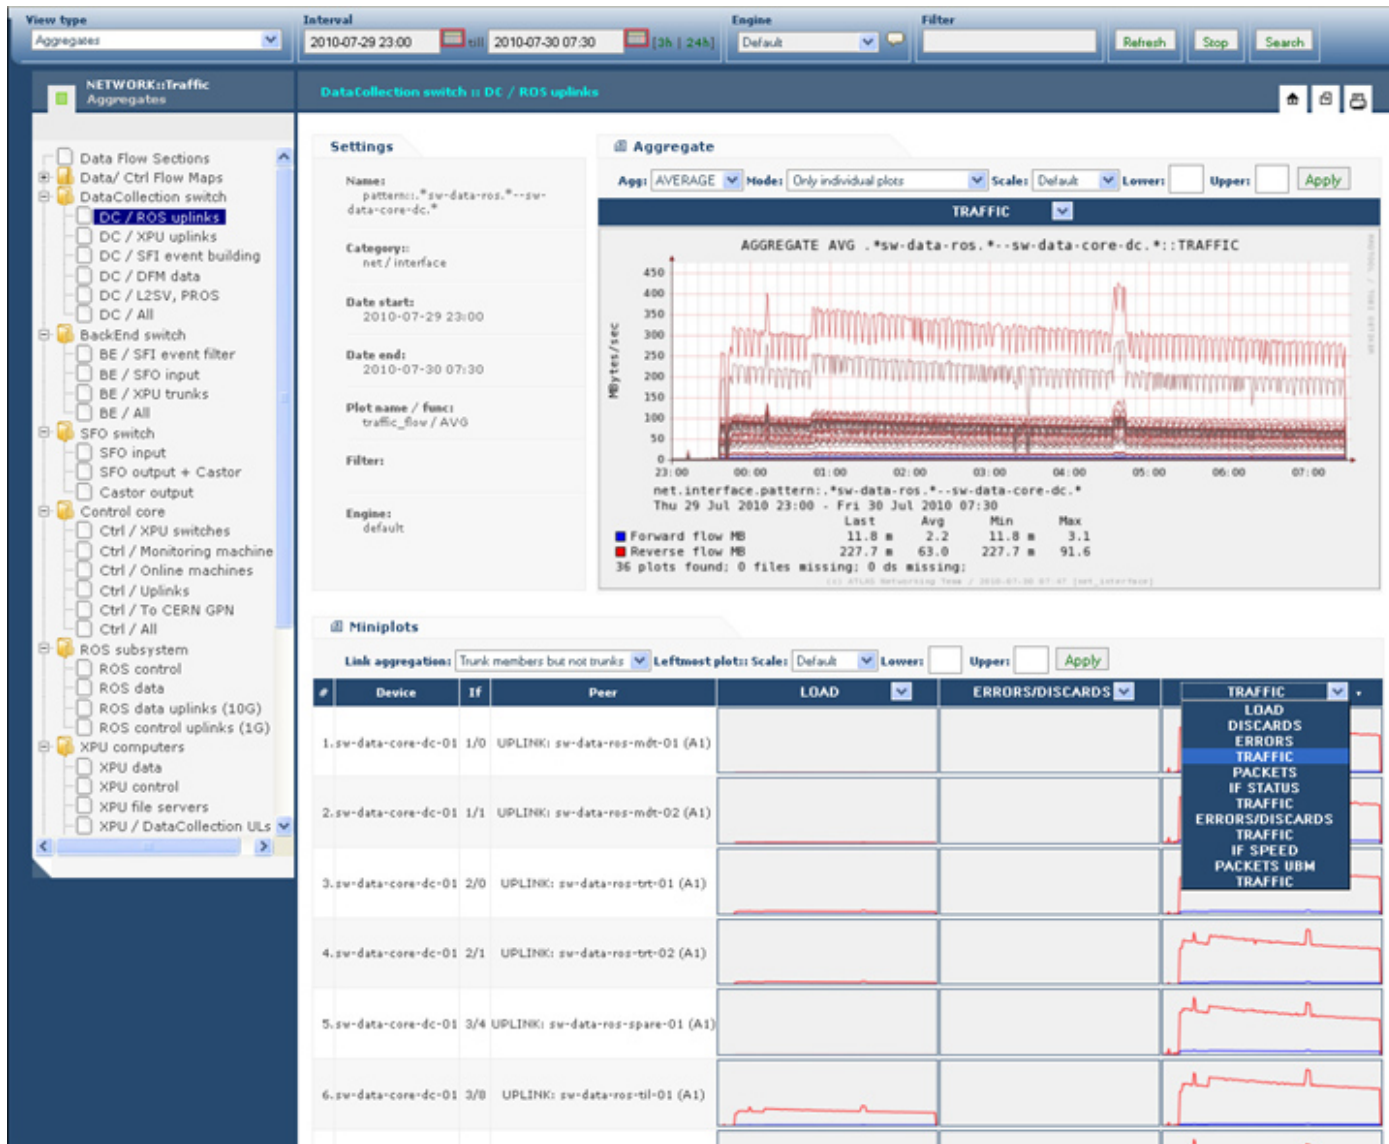 View type
Interval
Engine
Filter
Aggregates
2010-07-29 23:00
till
2010-07-30 07:30
[3h | 24h]
Default
Refresh
Stop
Search
NETWORK::Traffic
Aggregates
DataCollection switch :: DC / ROS uplinks
Data Flow Sections
Data/ Ctrl Flow Maps
DataCollection switch
DC / ROS uplinks
DC / XPU uplinks
DC / SFI event building
DC / DFM data
DC / L2SV, PROS
DC / All
BackEnd switch
BE / SFI event filter
BE / SFO input
BE / XPU trunks
BE / All
SFO switch
SFO input
SFO output + Castor
Castor output
Control core
Ctrl / XPU switches
Ctrl / Monitoring machine
Ctrl / Online machines
Ctrl / Uplinks
Ctrl / To CERN GPN
Ctrl / All
ROS subsystem
ROS control
ROS data
ROS data uplinks (10G)
ROS control uplinks (1G)
XPU computers
XPU data
XPU control
XPU file servers
XPU / DataCollection ULs
Settings
Name:
pattern::.*sw-data-ros.*--sw-
data-core-dc.*
Category::
net / interface
Date start:
2010-07-29 23:00
Date end:
2010-07-30 07:30
Plot name / func:
traffic_flow / AVG
Filter:
Engine:
default
Aggregate
Agg: AVERAGE Mode: Only individual plots Scale: Default Lower: Upper: Apply
TRAFFIC
AGGREGATE AVG .*sw-data-ros.*--sw-data-core-dc.*::TRAFFIC
MBytes/sec
450
400
350
300
250
200
150
100
50
0
23:00 00:00 01:00 02:00 03:00 04:00 05:00 06:00 07:00
net.interface.pattern:.*sw-data-ros.*--sw-data-core-dc.*
Thu 29 Jul 2010 23:00 - Fri 30 Jul 2010 07:30
Last Avg Min Max
Forward flow MB 11.8 m 2.2 11.8 m 3.1
Reverse flow MB 227.7 m 63.0 227.7 m 91.6
36 plots found; 0 files missing; 0 ds missing;
(c) ATLAS Networking Team / 2010-07-30 07:47 [net_interface]
Miniplots
Link aggregation: Trunk members but not trunks Leftmost plot:: Scale: Default Lower: Upper: Apply
# Device If Peer LOAD ERRORS/DISCARDS TRAFFIC
LOAD
DISCARDS
ERRORS
TRAFFIC
PACKETS
IF STATUS
TRAFFIC
ERRORS/DISCARDS
TRAFFIC
IF SPEED
PACKETS UBM
TRAFFIC
1. sw-data-core-dc-01 1/0 UPLINK: sw-data-ros-mdt-01 (A1)
2. sw-data-core-dc-01 1/1 UPLINK: sw-data-ros-mdt-02 (A1)
3. sw-data-core-dc-01 2/0 UPLINK: sw-data-ros-trt-01 (A1)
4. sw-data-core-dc-01 2/1 UPLINK: sw-data-ros-trt-02 (A1)
5. sw-data-core-dc-01 3/4 UPLINK: sw-data-ros-spare-01 (A1)
6. sw-data-core-dc-01 3/8 UPLINK: sw-data-ros-til-01 (A1)